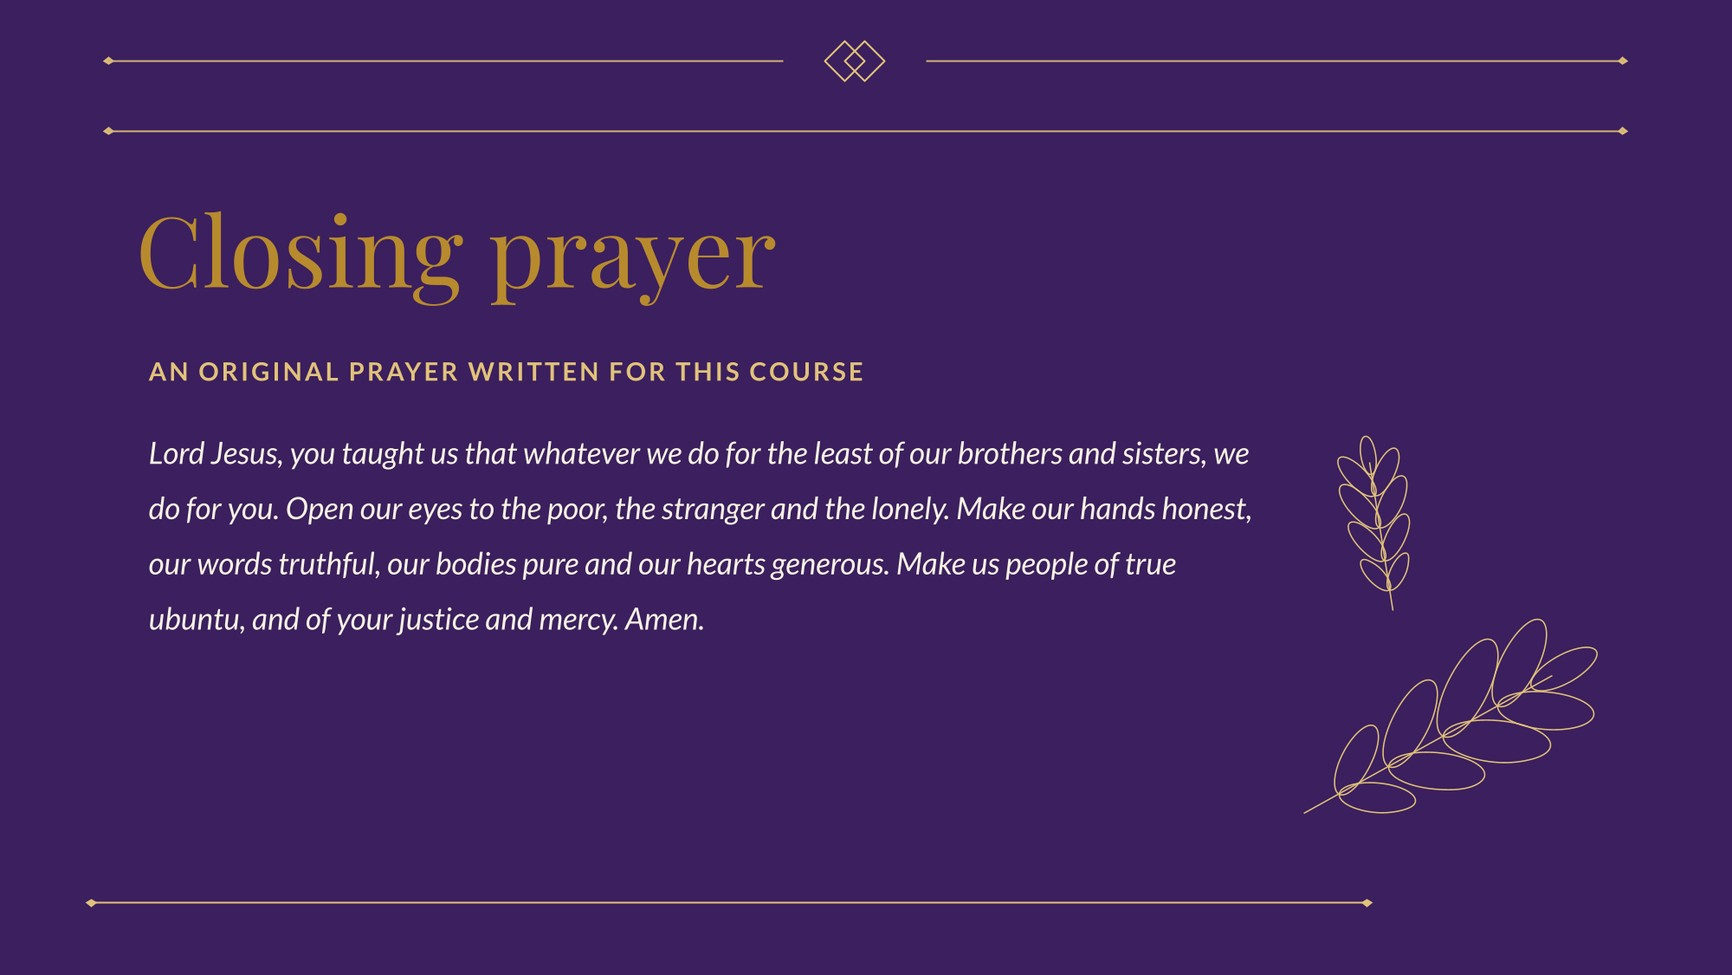 Closing prayer
AN ORIGINAL PRAYER WRITTEN FOR THIS COURSE
Lord Jesus, you taught us that whatever we do for the least of our brothers and sisters, we
do for you. Open our eyes to the poor, the stranger and the lonely. Make our hands honest,
our words truthful, our bodies pure and our hearts generous. Make us people of true
ubuntu, and of your justice and mercy. Amen.